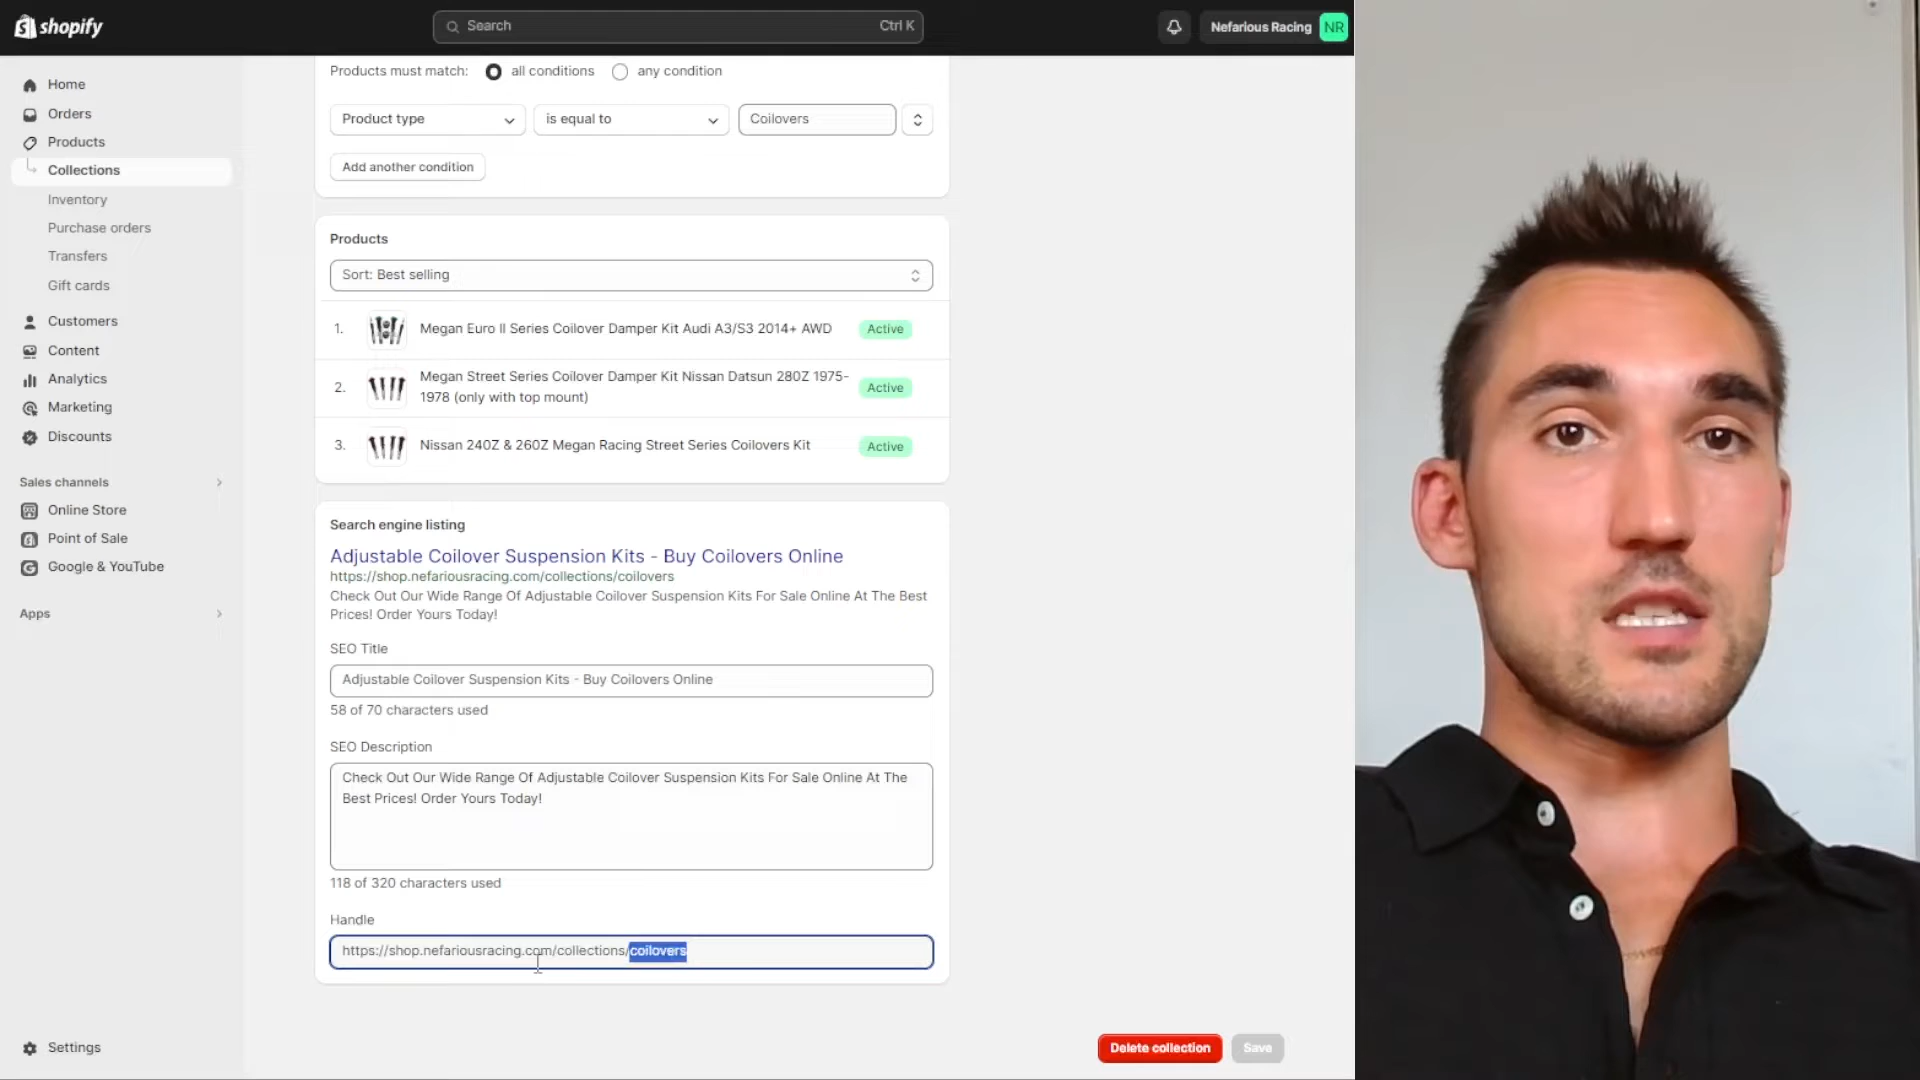 shopify
Search
Ctrl K
Nefarious Racing
NR
Home
Orders
Products
Collections
Inventory
Purchase orders
Transfers
Gift cards
Customers
Content
Analytics
Marketing
Discounts
Sales channels
Online Store
Point of Sale
Google & YouTube
Apps
Settings
Products must match:
all conditions
any condition
Product type
is equal to
Coilovers
Add another condition
Products
Sort: Best selling
1.
Megan Euro II Series Coilover Damper Kit Audi A3/S3 2014+ AWD
Active
2.
Megan Street Series Coilover Damper Kit Nissan Datsun 280Z 1975-
1978 (only with top mount)
Active
3.
Nissan 240Z & 260Z Megan Racing Street Series Coilovers Kit
Active
Search engine listing
Adjustable Coilover Suspension Kits - Buy Coilovers Online
https://shop.nefariousracing.com/collections/coilovers
Check Out Our Wide Range Of Adjustable Coilover Suspension Kits For Sale Online At The Best
Prices! Order Yours Today!
SEO Title
Adjustable Coilover Suspension Kits - Buy Coilovers Online
58 of 70 characters used
SEO Description
Check Out Our Wide Range Of Adjustable Coilover Suspension Kits For Sale Online At The
Best Prices! Order Yours Today!
118 of 320 characters used
Handle
https://shop.nefariousracing.com/collections/coilovers
Delete collection
Save